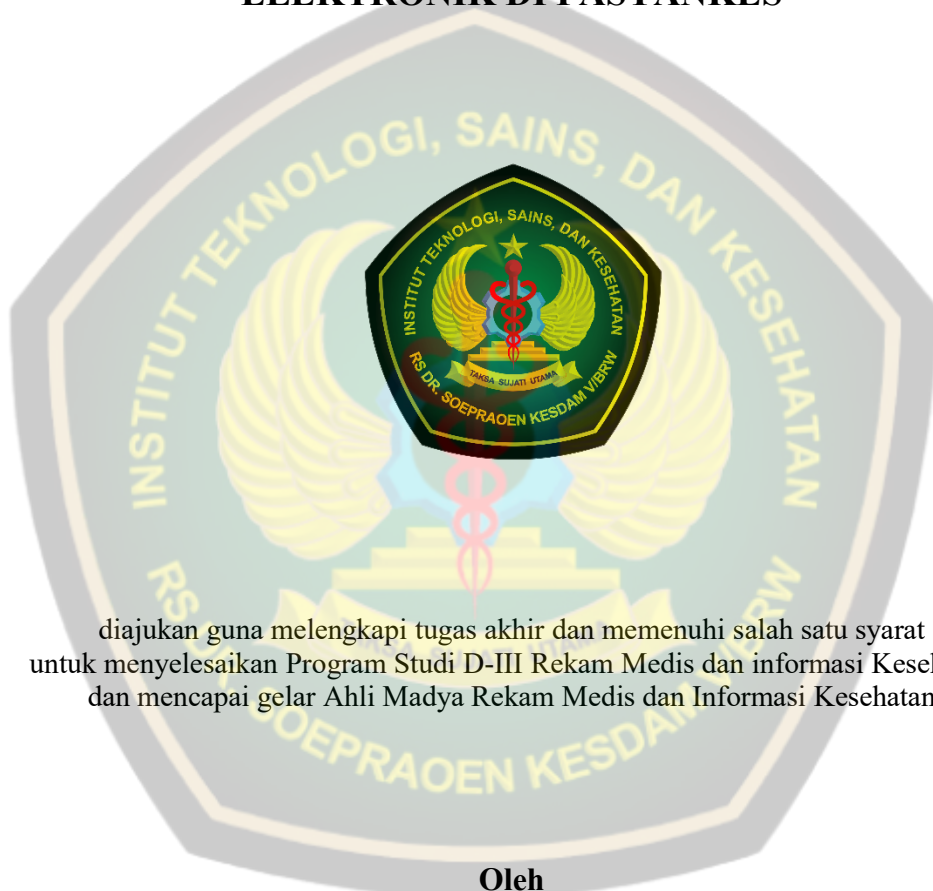 ELEKTRONIK DI FASYANKES
INSTITUT TEKNOLOGI, SAINS, DAN KESEHATAN
RS DR. SOEPRAOEN KESDAM V/BRW
INSTITUT TEKNOLOGI, SAINS, DAN KESEHATAN
TAKSA SUJATI UTAMA
RS DR. SOEPRAOEN KESDAM V/BRW
diajukan guna melengkapi tugas akhir dan memenuhi salah satu syarat
untuk menyelesaikan Program Studi D-III Rekam Medis dan informasi Keseh
dan mencapai gelar Ahli Madya Rekam Medis dan Informasi Kesehatan
Oleh